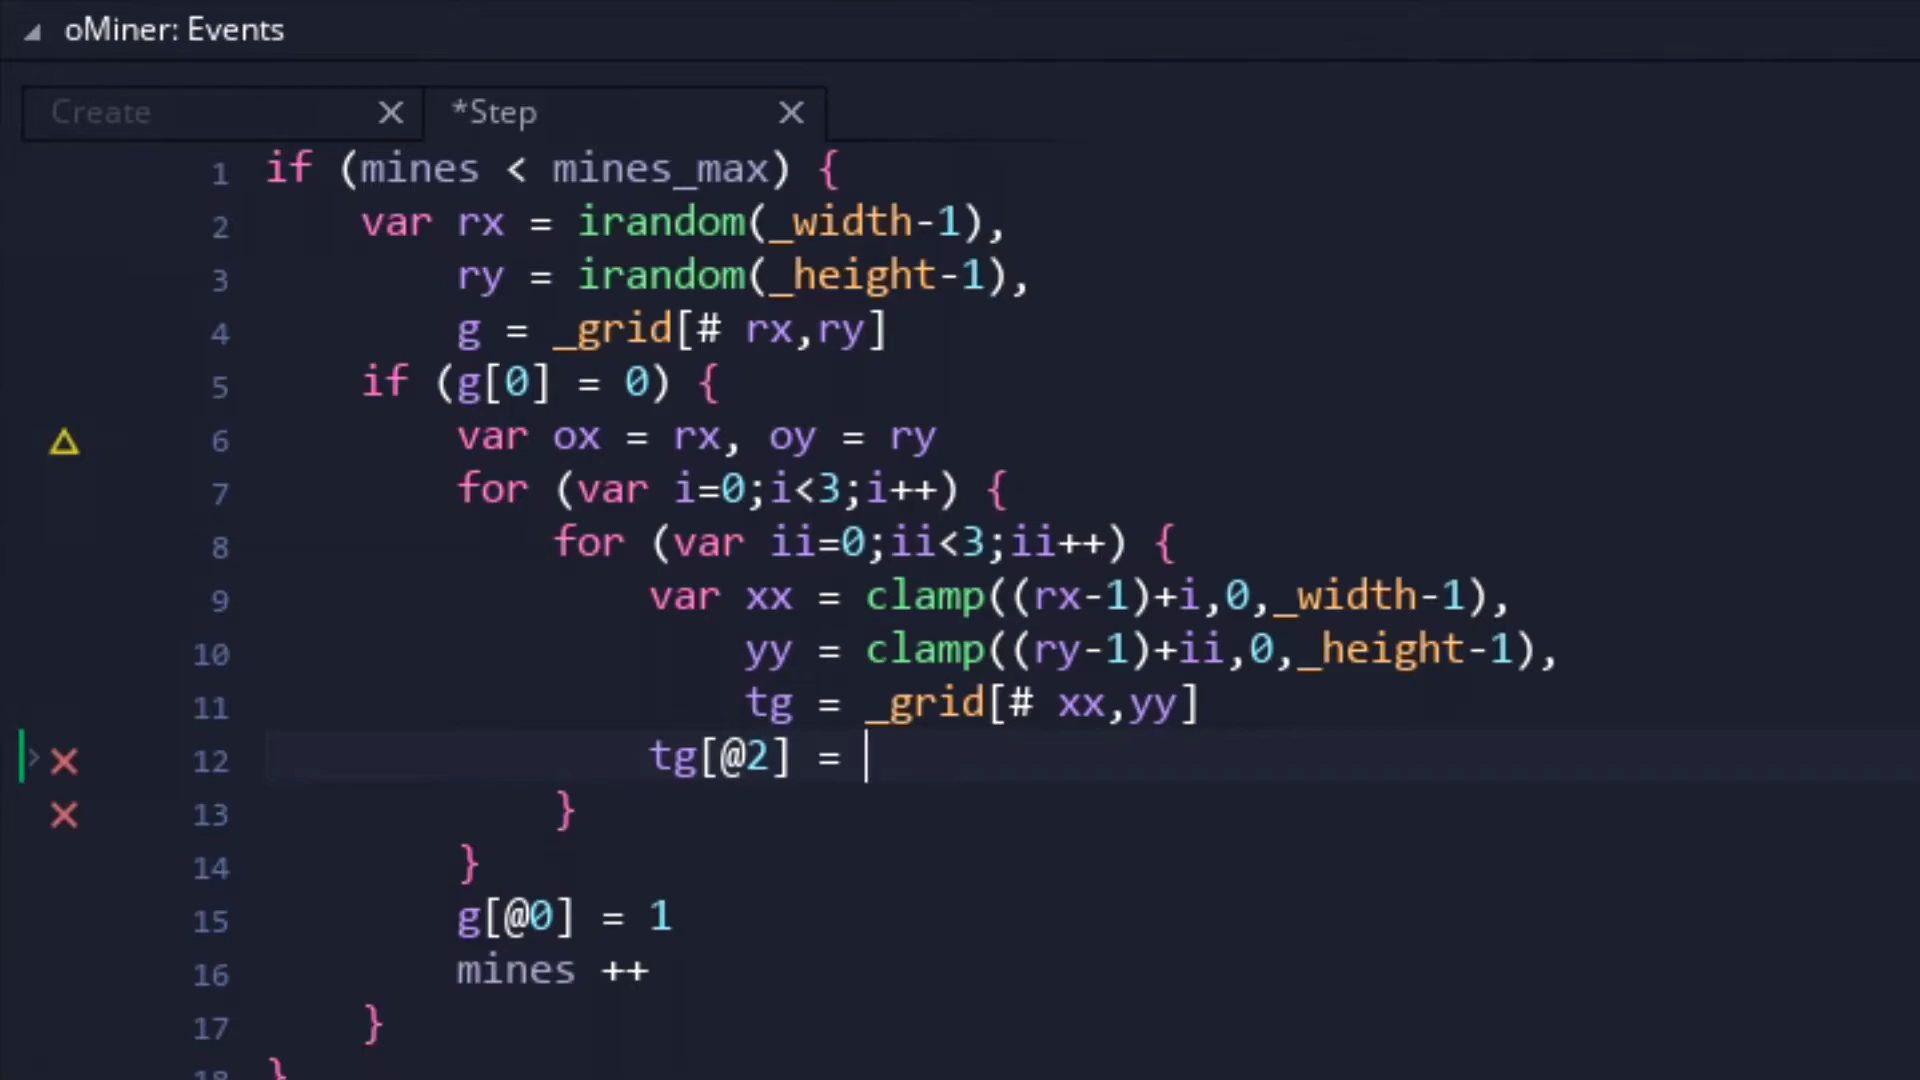 oMiner: Events
Create
*Step
1 if (mines < mines_max) {
2 var rx = irandom(_width-1),
3 ry = irandom(_height-1),
4 g = _grid[# rx,ry]
5 if (g[0] = 0) {
6 var ox = rx, oy = ry
7 for (var i=0;i<3;i++) {
8 for (var ii=0;ii<3;ii++) {
9 var xx = clamp((rx-1)+i,0,_width-1),
10 yy = clamp((ry-1)+ii,0,_height-1),
11 tg = _grid[# xx,yy]
12 tg[@2] =
13 }
14 }
15 g[@0] = 1
16 mines ++
17 }
18 }